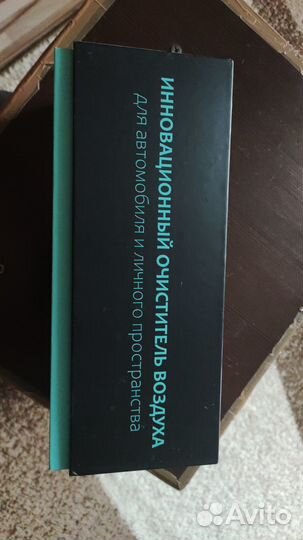 ИННОВАЦИОННЫЙ ОЧИСТИТЕЛЬ ВОЗДУХА
для автомобиля и личного пространства
Avito